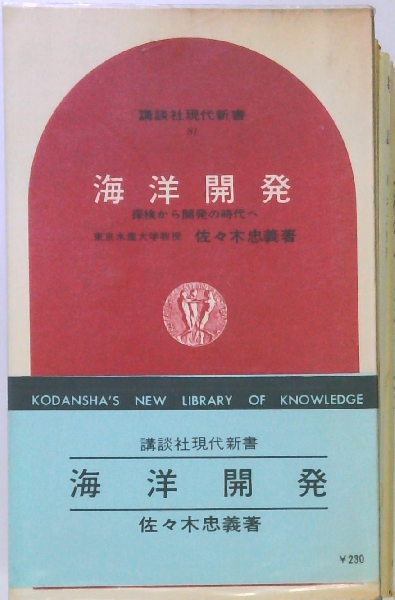 講談社現代新書
海洋開発
探検から開発の時代へ
東京水産大学教授 佐々木忠義著
KODANSHA'S NEW LIBRARY OF KNOWLEDGE
講談社現代新書
海洋開発
佐々木忠義著
￥230